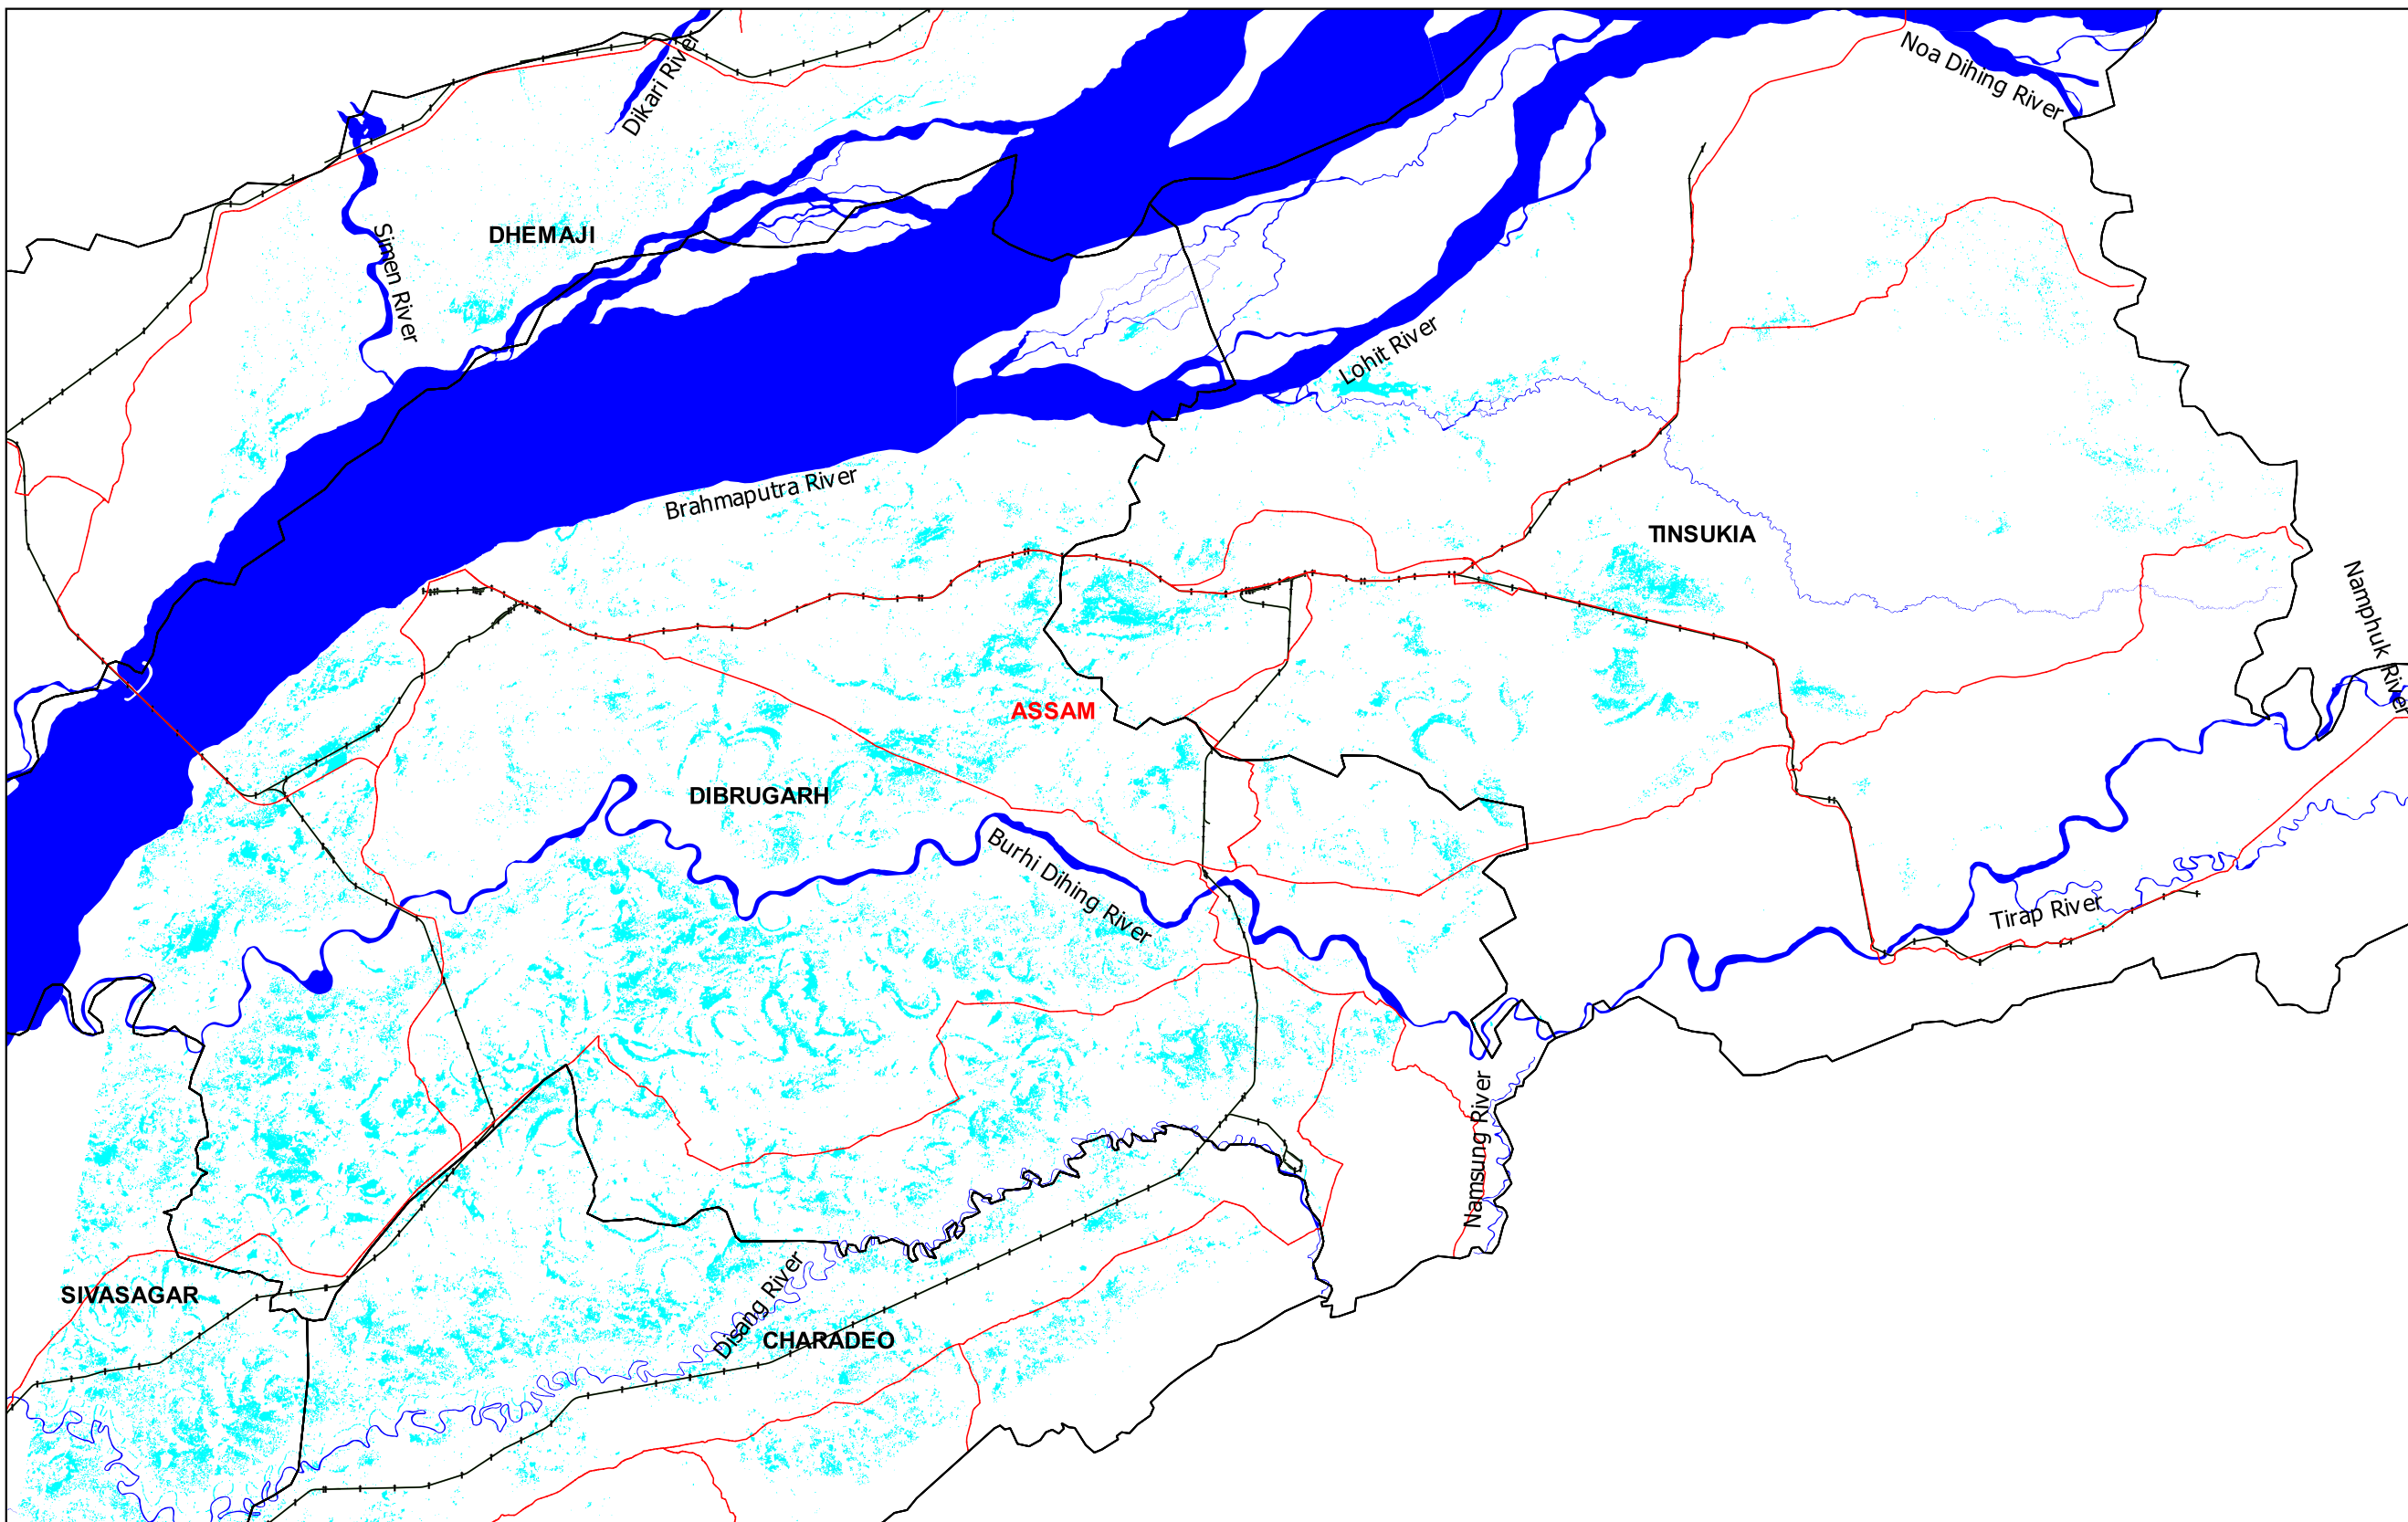 Noa Dihing River
Dikari River
DHEMAJI
Simen River
Lohit River
Brahmaputra River
TINSUKIA
Namphuk River
ASSAM
DIBRUGARH
Burhi Dihing River
Tirap River
Namsung River
SIVASAGAR
Disang River
CHARADEO